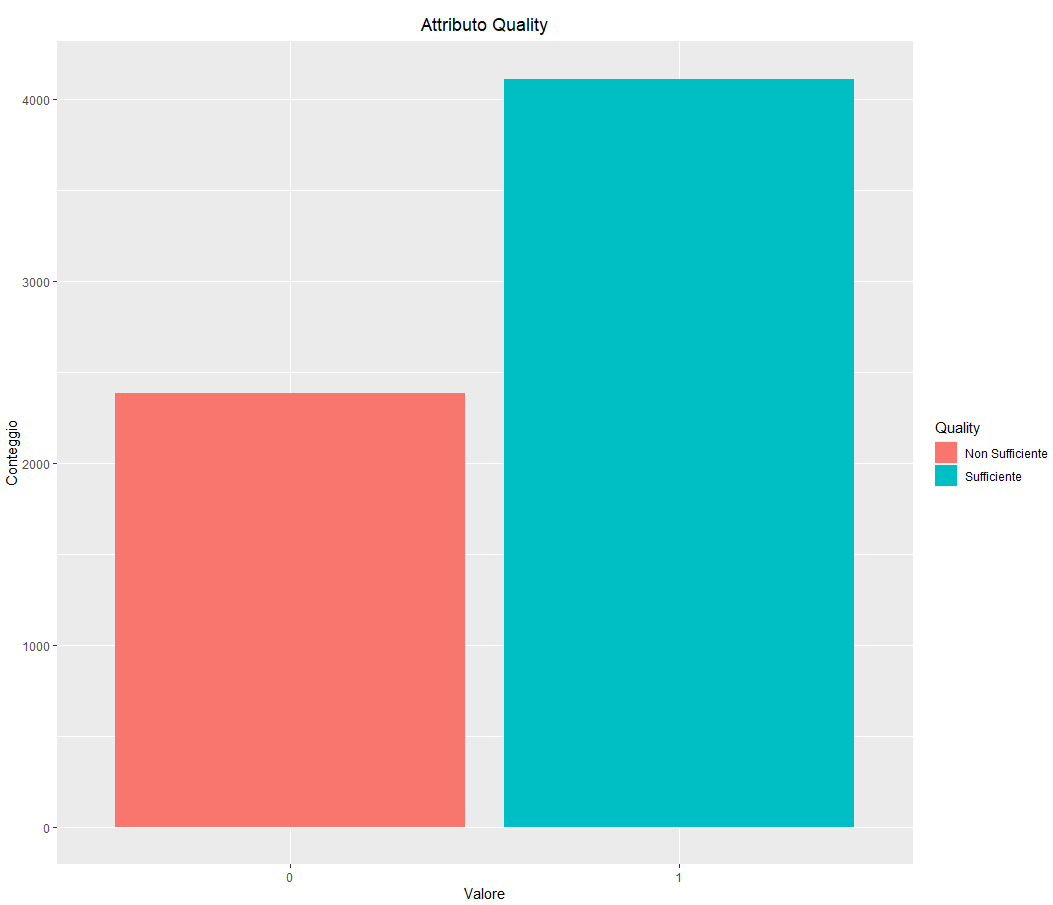 Attributo Quality
4000
3000
2000
1000
0
Conteggio
0
1
Valore
Quality
Non Sufficiente
Sufficiente